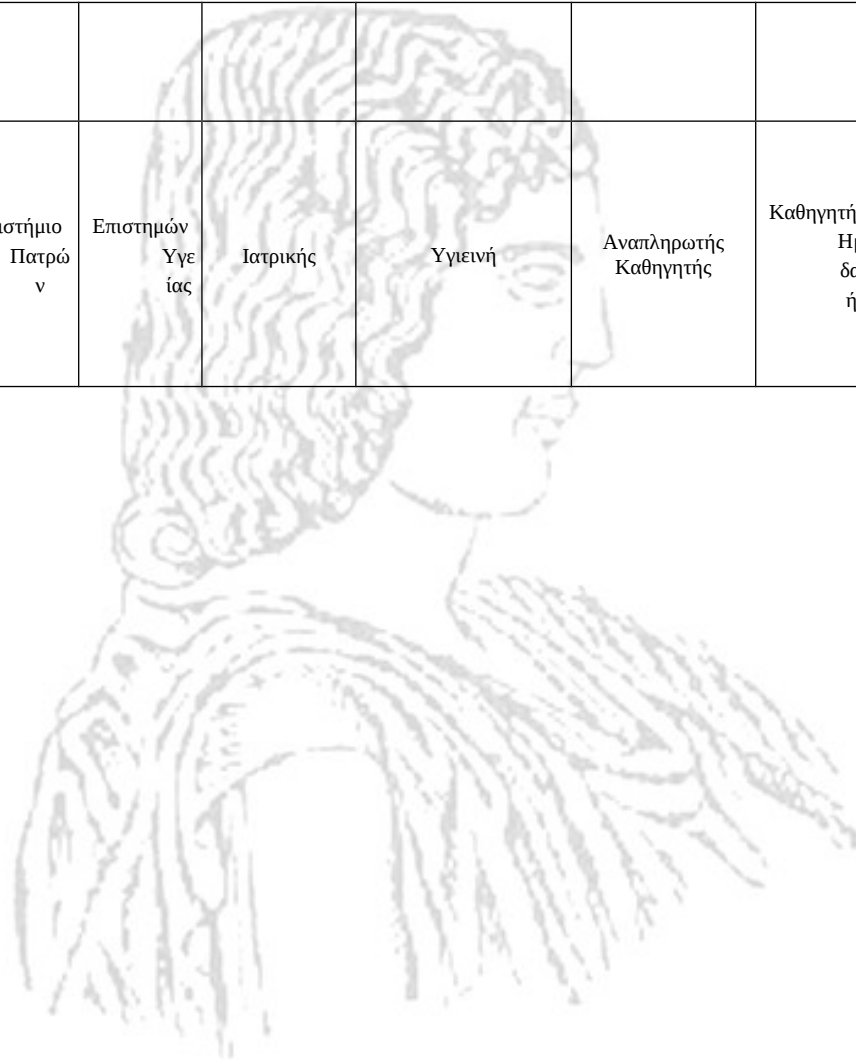 Πατρώ
ν
Επιστημών
Υγε
ίας
Ιατρικής
Υγιεινή
Αναπληρωτής
Καθηγητής